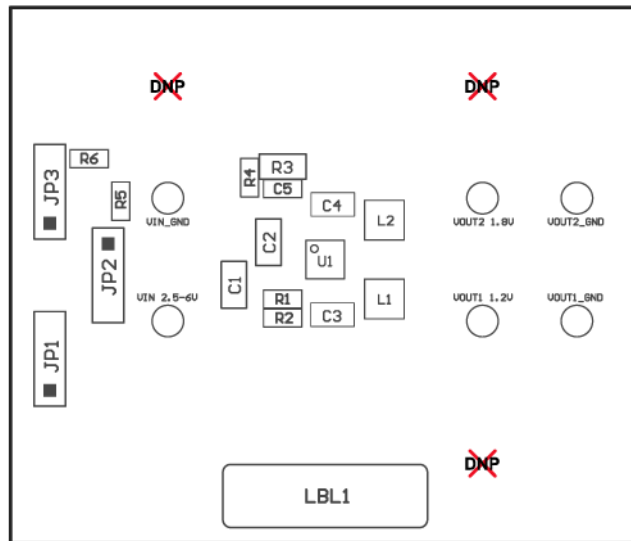 DNP
DNP
JP3
R6
R5
VIN_GND
R4
R3
C5
C4
L2
VOUT2 1.8V
VOUT2_GND
JP2
C2
U1
C1
VIN 2.5-6V
R1
R2
C3
L1
VOUT1 1.2V
VOUT1_GND
JP1
DNP
LBL1